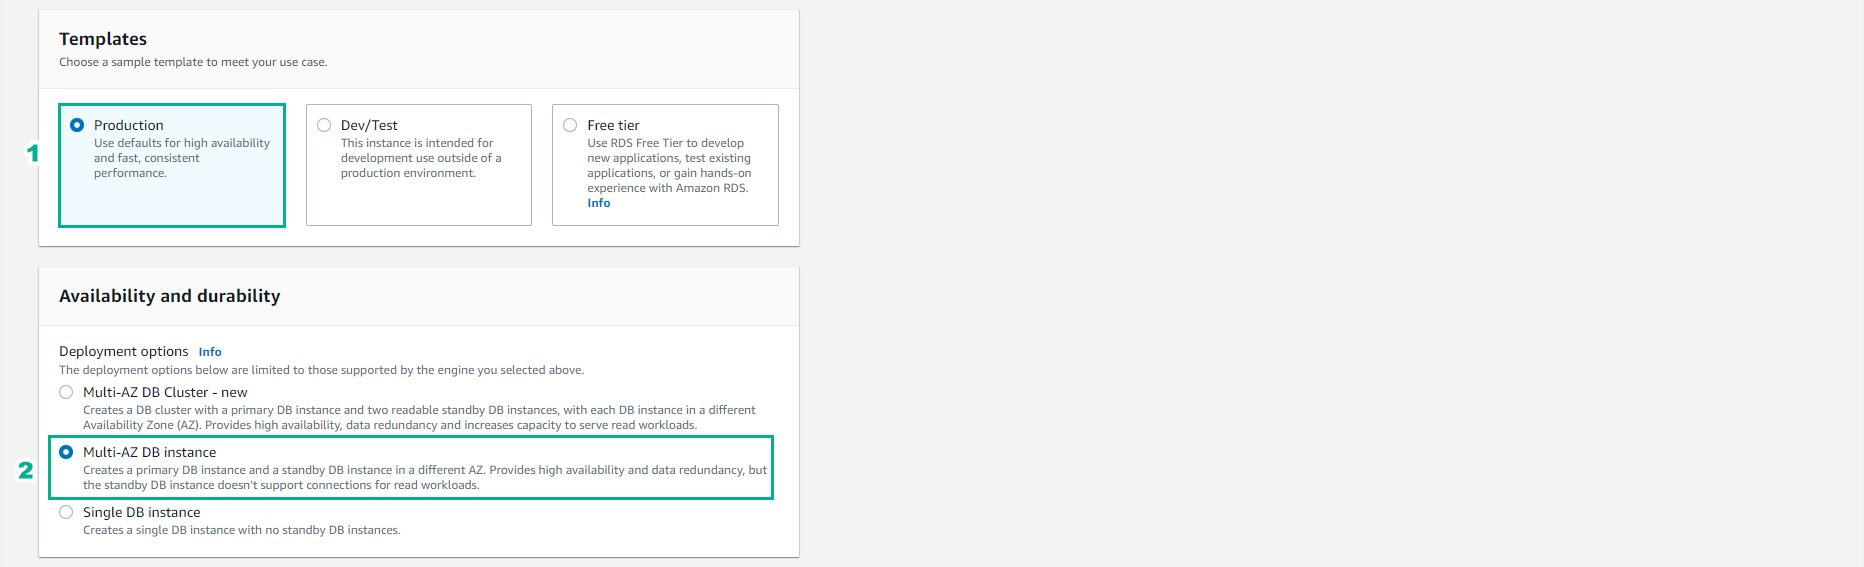 Templates
Choose a sample template to meet your use case.
1
Production
Use defaults for high availability
and fast, consistent
performance.
Dev/Test
This instance is intended for
development use outside of a
production environment.
Free tier
Use RDS Free Tier to develop
new applications, test existing
applications, or gain hands-on
experience with Amazon RDS.
Info
Availability and durability
Deployment options Info
The deployment options below are limited to those supported by the engine you selected above.
Multi-AZ DB Cluster - new
Creates a DB cluster with a primary DB instance and two readable standby DB instances, with each DB instance in a different
Availability Zone (AZ). Provides high availability, data redundancy and increases capacity to serve read workloads.
2
Multi-AZ DB instance
Creates a primary DB instance and a standby DB instance in a different AZ. Provides high availability and data redundancy, but
the standby DB instance doesn't support connections for read workloads.
Single DB instance
Creates a single DB instance with no standby DB instances.